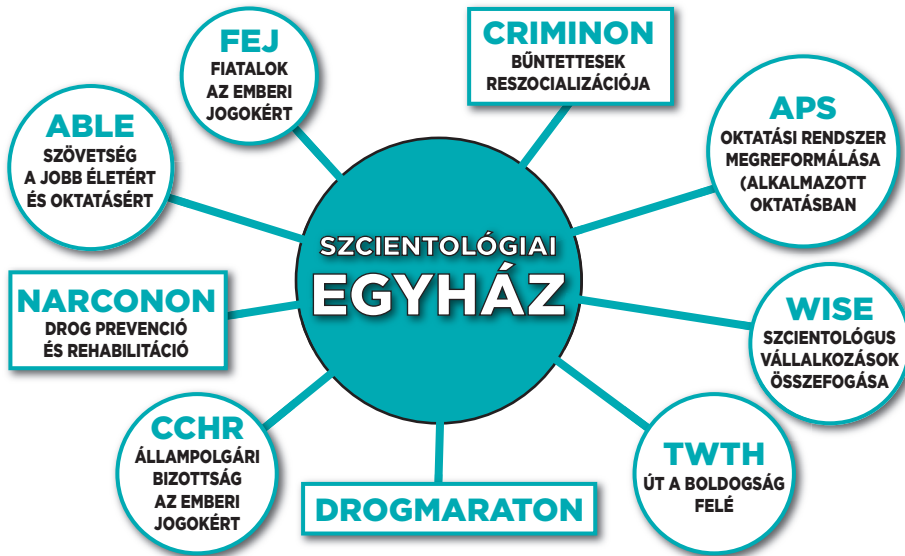 FEJ
FIATALOK
AZ EMBERI
JOGOKÉRT
CRIMINON
BŰNTETTESEK
RESZOCIALIZÁCIÓJA
ABLE
SZÖVETSÉG
A JOBB ÉLETÉRT
ÉS OKTATÁSÉRT
APS
OKTATÁSI RENDSZER
MEGREFORMÁLÁSA
(ALKALMAZOTT
OKTATÁSBAN
SZCIENTOLÓGIAI
EGYHÁZ
NARCONON
DROG PREVENCIÓ
ÉS REHABILITÁCIÓ
WISE
SZCIENTOLÓGUS
VÁLLALKOZÁSOK
ÖSSZEFOGÁSA
CCHR
ÁLLAMPOLGÁRI
BIZOTTSÁG
AZ EMBERI
JOGOKÉRT
DROGMARATON
TWTH
ÚT A BOLDOGSÁG
FELÉ